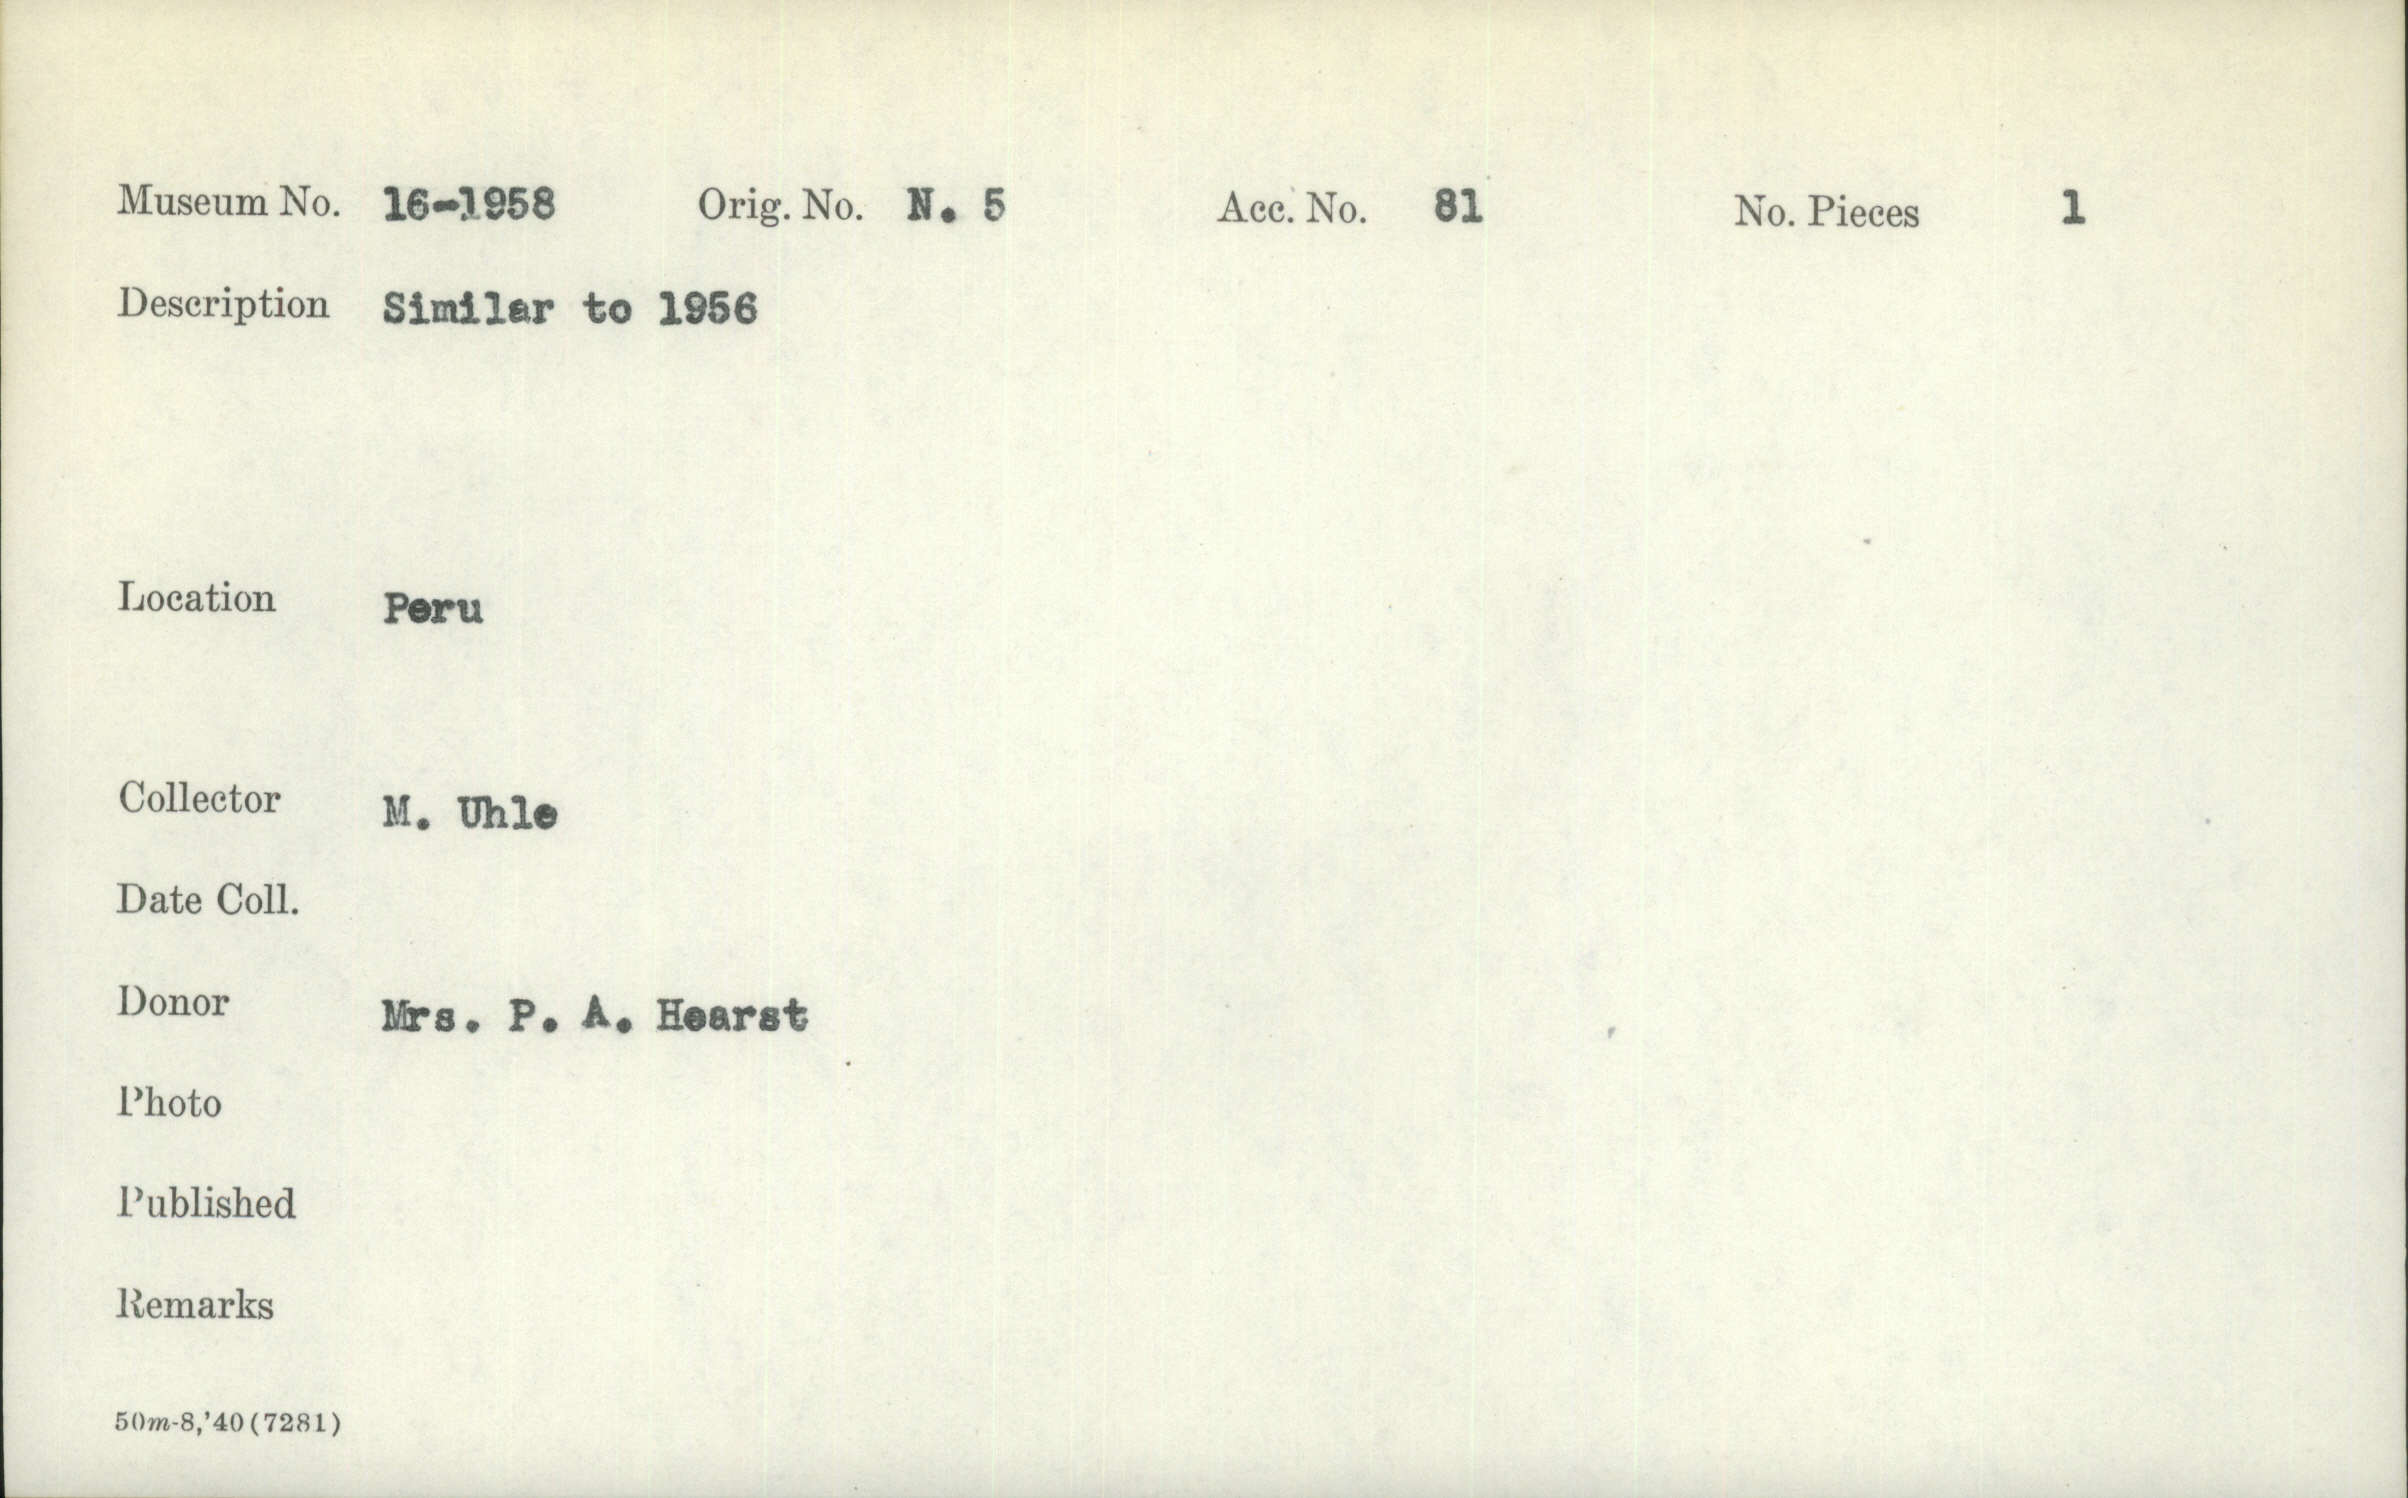 Museum No. 16-1958 Orig. No. N. 5 Acc. No. 81 No. Pieces 1
Description Similar to 1956
Location Peru
Collector M. Uhle
Date Coll.
Donor Mrs. P. A. Hearst
Photo
Published
Remarks
50m-8,'40(7281)